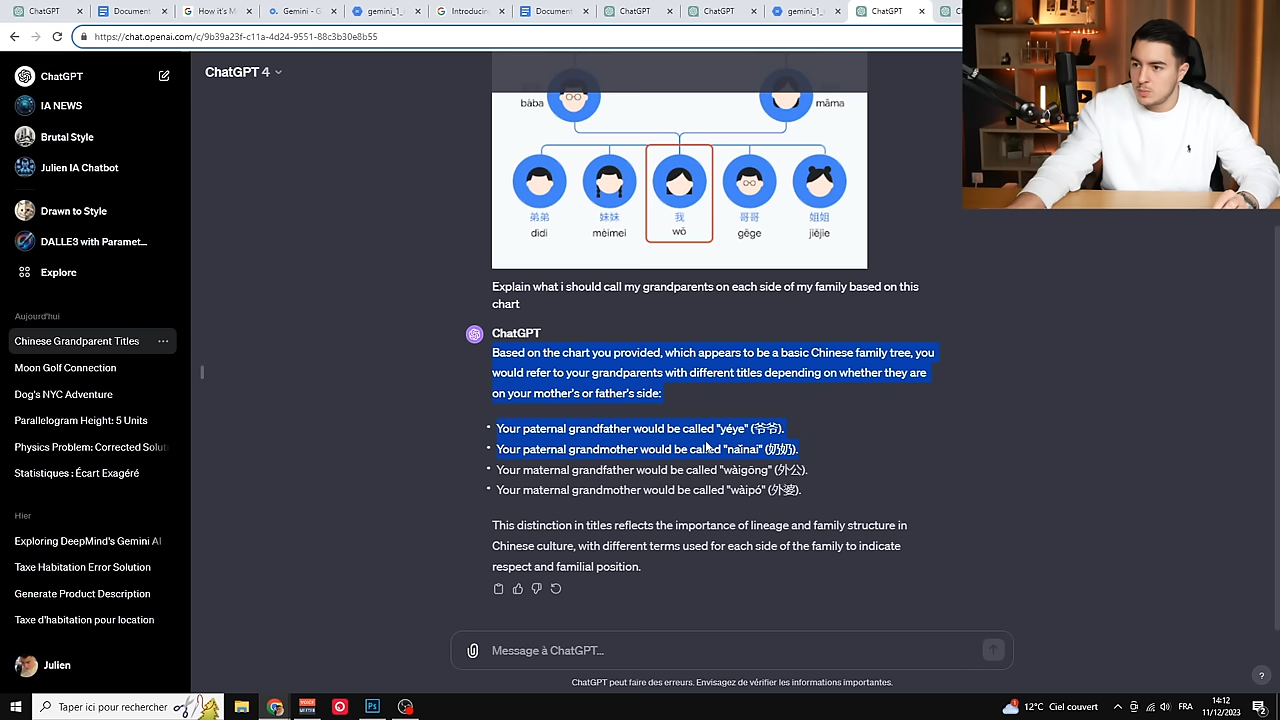 ChatGPT
Document
How it's M
Gemini - G
gemini_1_
Introducin
Document
ChatGPT
ChatGPT
gemini_1_
ChatGPT
https://chat.openai.com/c/9b39a23f-c11a-4d24-9551-88c3b30e8b55
ChatGPT
IA NEWS
Brutal Style
Julien IA Chatbot
Drawn to Style
DALLE3 with Paramet...
Explore
Aujourd'hui
Chinese Grandparent Titles
Moon Golf Connection
Dog's NYC Adventure
Parallelogram Height: 5 Units
Physics Problem: Corrected Solut
Statistiques : Écart Exagéré
Hier
Exploring DeepMind's Gemini AI
Taxe Habitation Error Solution
Generate Product Description
Taxe d'habitation pour location
Julien
ChatGPT 4
bàba māma
弟弟 妹妹 我 哥哥 姐姐
dìdi mèimei wǒ gēge jiějie
Explain what i should call my grandparents on each side of my family based on this
chart
ChatGPT
Based on the chart you provided, which appears to be a basic Chinese family tree, you
would refer to your grandparents with different titles depending on whether they are
on your mother's or father's side:
• Your paternal grandfather would be called "yéye" (爷爷).
• Your paternal grandmother would be called "nǎinai" (奶奶).
• Your maternal grandfather would be called "wàigōng" (外公).
• Your maternal grandmother would be called "wàipó" (外婆).
This distinction in titles reflects the importance of lineage and family structure in
Chinese culture, with different terms used for each side of the family to indicate
respect and familial position.
Message à ChatGPT...
ChatGPT peut faire des erreurs. Envisagez de vérifier les informations importantes.
?
Taper ici pour rechercher
Ps
12°C Ciel couvert
FRA
14:12
11/12/2023